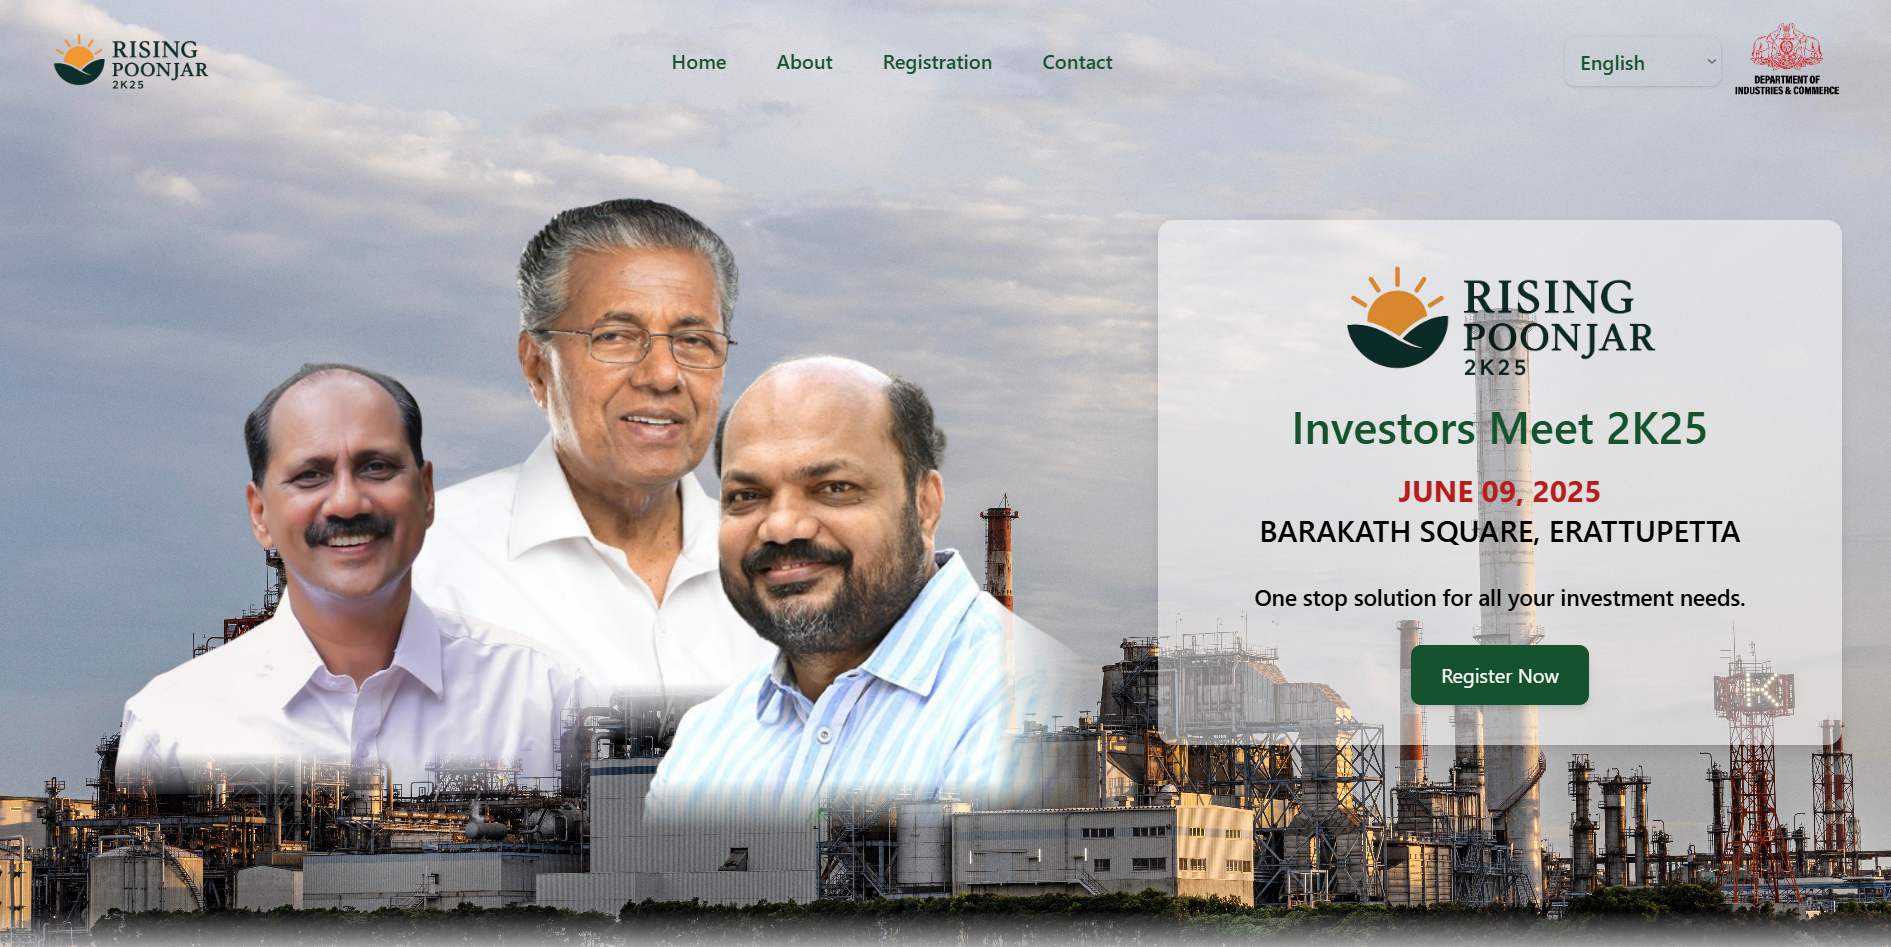 RISING
POONJAR
2K25
Home
About
Registration
Contact
English
DEPARTMENT OF
INDUSTRIES & COMMERCE
RISING
POONJAR
2K25
Investors Meet 2K25
JUNE 09, 2025
BARAKATH SQUARE, ERATTUPETTA
One stop solution for all your investment needs.
Register Now
K